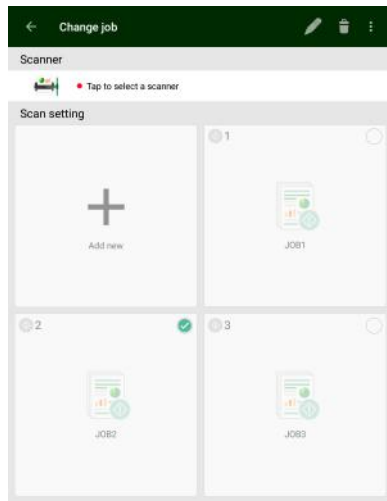 Change job
Scanner
Tap to select a scanner
Scan setting
1
Add new
JOB1
2
3
JOB2
JOB3